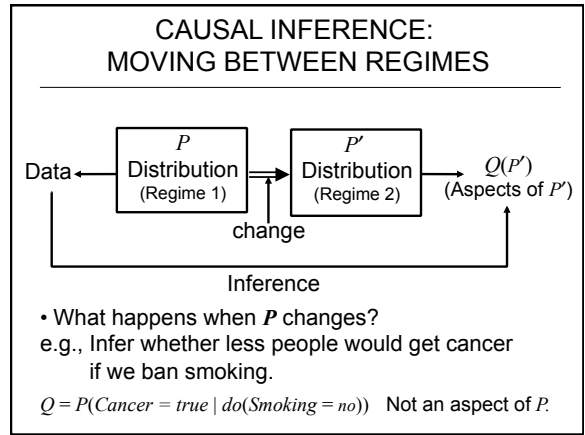 CAUSAL INFERENCE:
MOVING BETWEEN REGIMES
Data
P
Distribution
(Regime 1)
change
P′
Distribution
(Regime 2)
Q(P′)
(Aspects of P′)
Inference
• What happens when P changes?
e.g., Infer whether less people would get cancer
if we ban smoking.
Q = P(Cancer = true | do(Smoking = no)) Not an aspect of P.